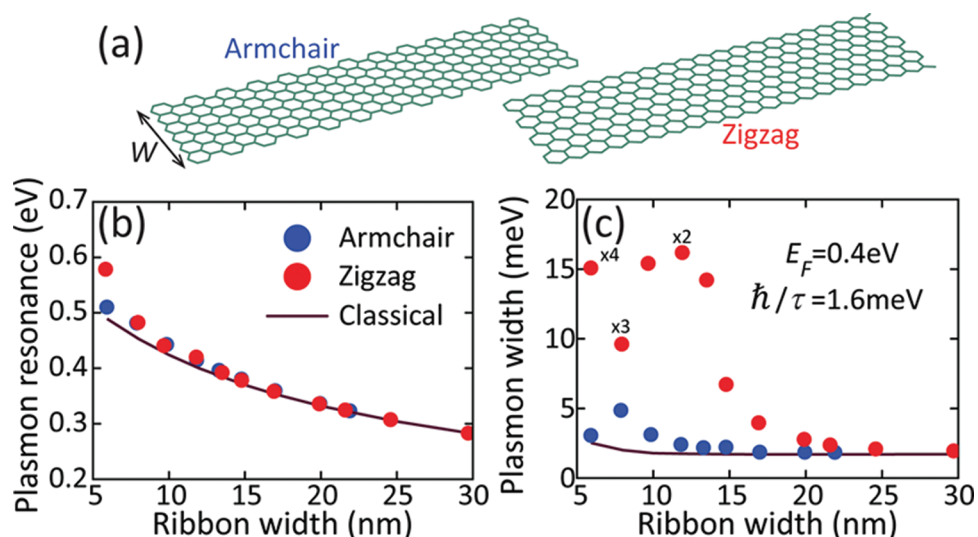 (a)
Armchair
Zigzag
W
(b)
Plasmon resonance (eV)
0.7
0.6
0.5
0.4
0.3
0.2
Armchair
Zigzag
Classical
5 10 15 20 25 30
Ribbon width (nm)
(c)
Plasmon width (meV)
20
15
10
5
0
x4
x2
x3
E_F=0.4eV
ℏ/τ=1.6meV
5 10 15 20 25 30
Ribbon width (nm)